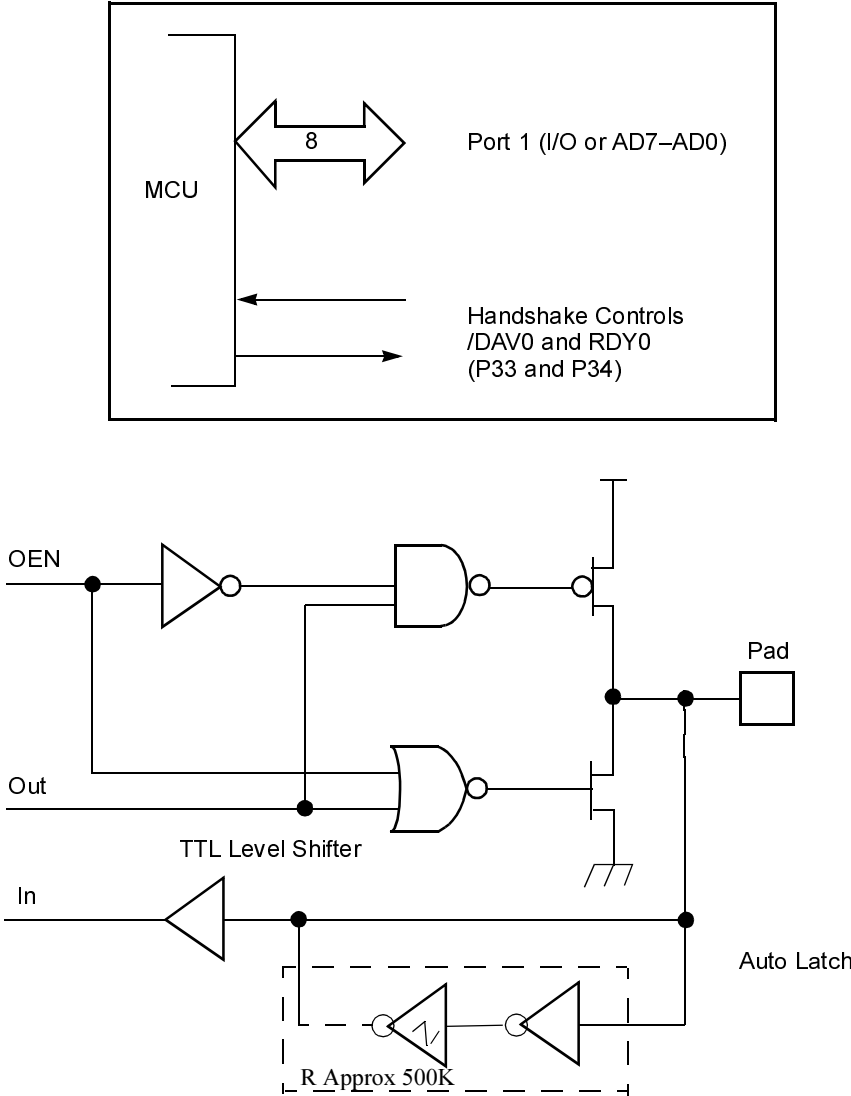 8
Port 1 (I/O or AD7–AD0)
MCU
Handshake Controls
/DAV0 and RDY0
(P33 and P34)
OEN
Pad
Out
TTL Level Shifter
In
Auto Latch
R Approx 500K